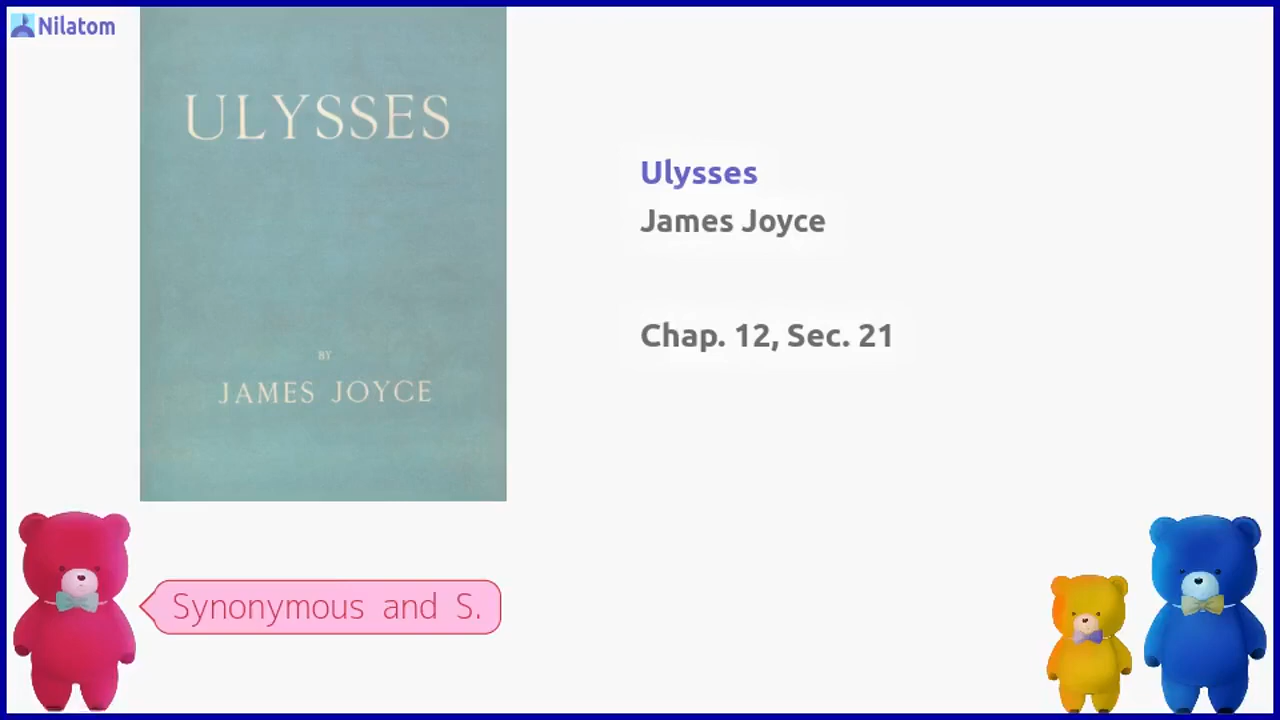 Nilatom
ULYSSES
BY
JAMES JOYCE
Ulysses
James Joyce
Chap. 12, Sec. 21
Synonymous and S.